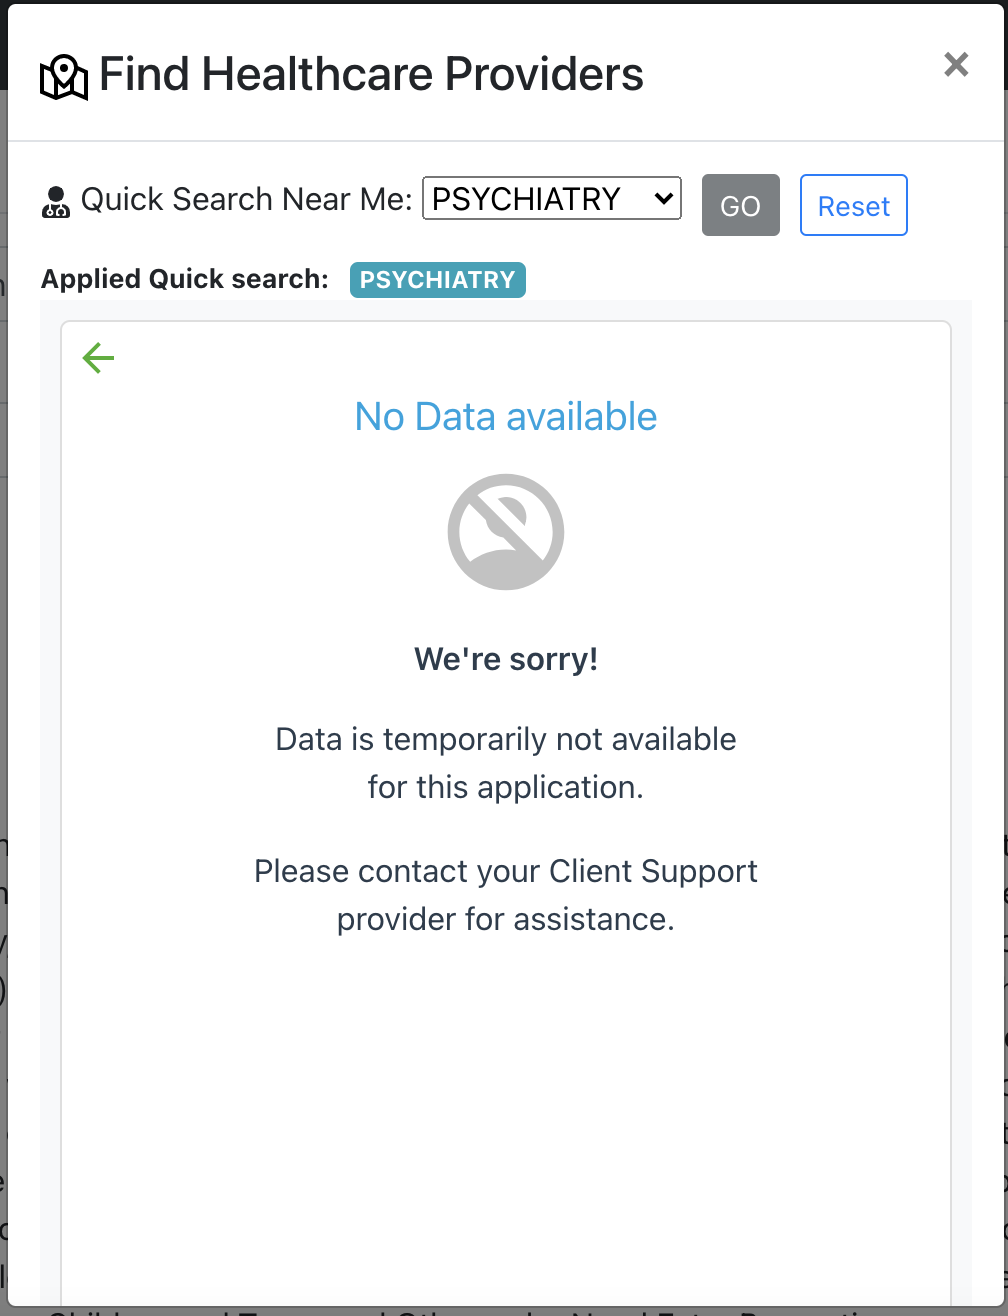 Find Healthcare Providers
×
Quick Search Near Me: PSYCHIATRY GO Reset
Applied Quick search: PSYCHIATRY
No Data available
We're sorry!
Data is temporarily not available
for this application.
Please contact your Client Support
provider for assistance.